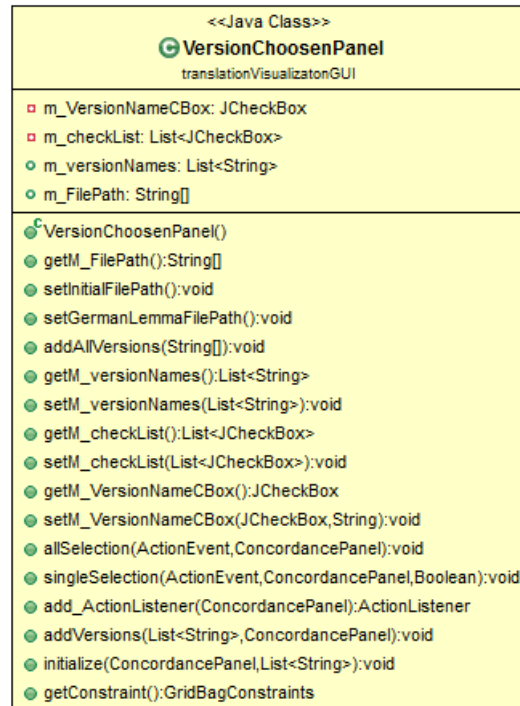 <<Java Class>>
VersionChoosenPanel
translationVisualizatonGUI
m_VersionNameCBox: JCheckBox
m_checkList: List<JCheckBox>
m_versionNames: List<String>
m_FilePath: String[]
VersionChoosenPanel()
getM_FilePath():String[]
setInitialFilePath():void
setGermanLemmaFilePath():void
addAllVersions(String[]):void
getM_versionNames():List<String>
setM_versionNames(List<String>):void
getM_checkList():List<JCheckBox>
setM_checkList(List<JCheckBox>):void
getM_VersionNameCBox():JCheckBox
setM_VersionNameCBox(JCheckBox,String):void
allSelection(ActionEvent,ConcordancePanel):void
singleSelection(ActionEvent,ConcordancePanel,Boolean):void
add_ActionListener(ConcordancePanel):ActionListener
addVersions(List<String>,ConcordancePanel):void
initialize(ConcordancePanel,List<String>):void
getConstraint():GridBagConstraints